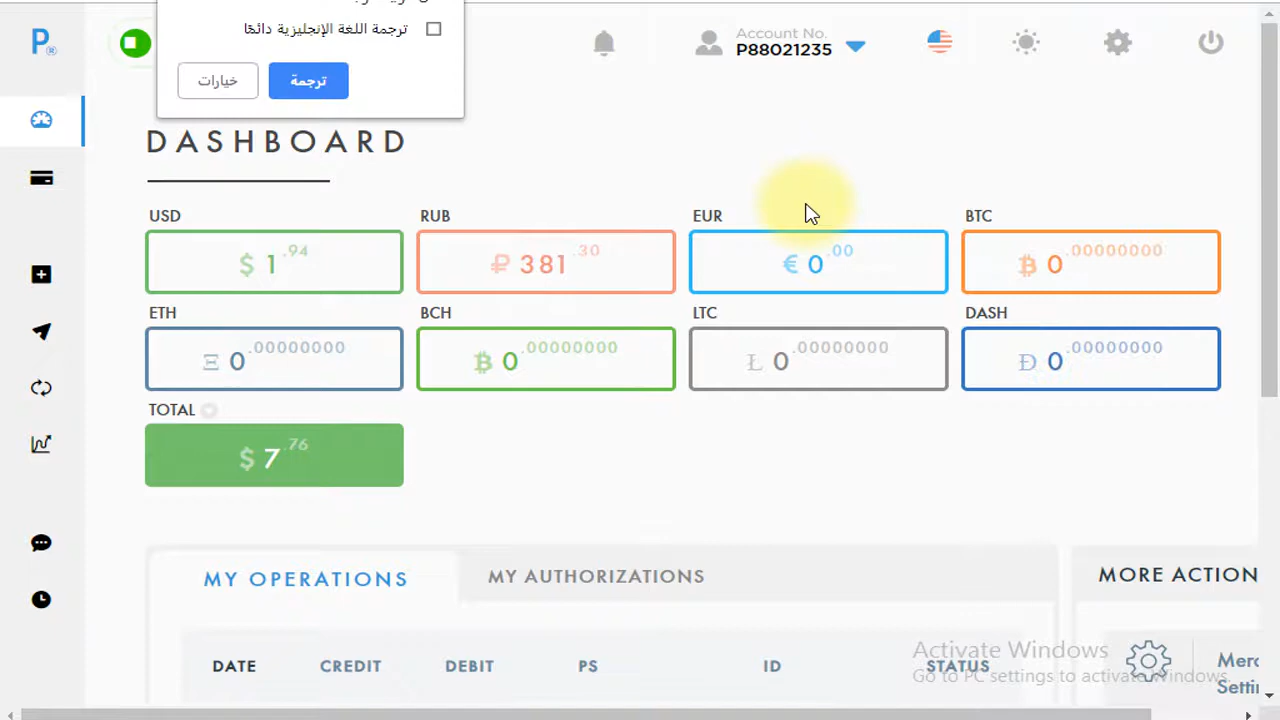 ترجمة اللغة الإنجليزية دائمًا
ترجمة
خيارات
Account No.
P88021235
DASHBOARD
USD RUB EUR BTC
$ 1.94 ₽ 381.30 € 0.00 ₿ 0.00000000
ETH BCH LTC DASH
Ξ 0.00000000 ₿ 0.00000000 Ł 0.00000000 Đ 0.00000000
TOTAL
$ 7.76
MY OPERATIONS MY AUTHORIZATIONS MORE ACTION
DATE CREDIT DEBIT PS ID STATUS
Activate Windows
Go to PC settings to activate Windows.